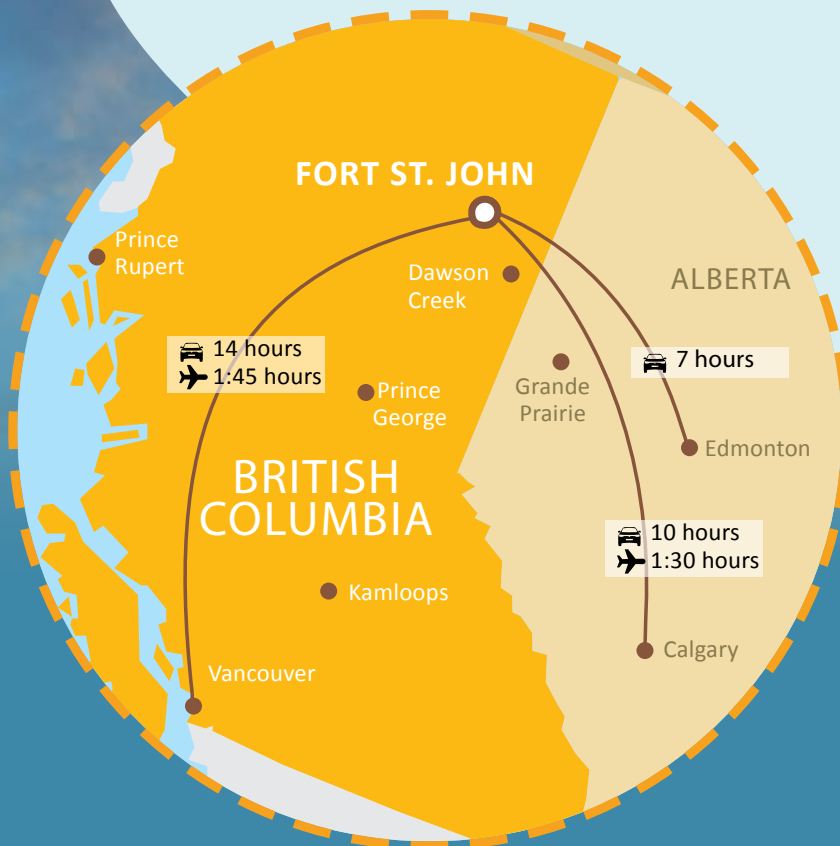 FORT ST. JOHN
Prince
Rupert
Dawson
Creek
ALBERTA
14 hours
1:45 hours
7 hours
Prince
George
Grande
Prairie
Edmonton
BRITISH
COLUMBIA
10 hours
1:30 hours
Kamloops
Calgary
Vancouver